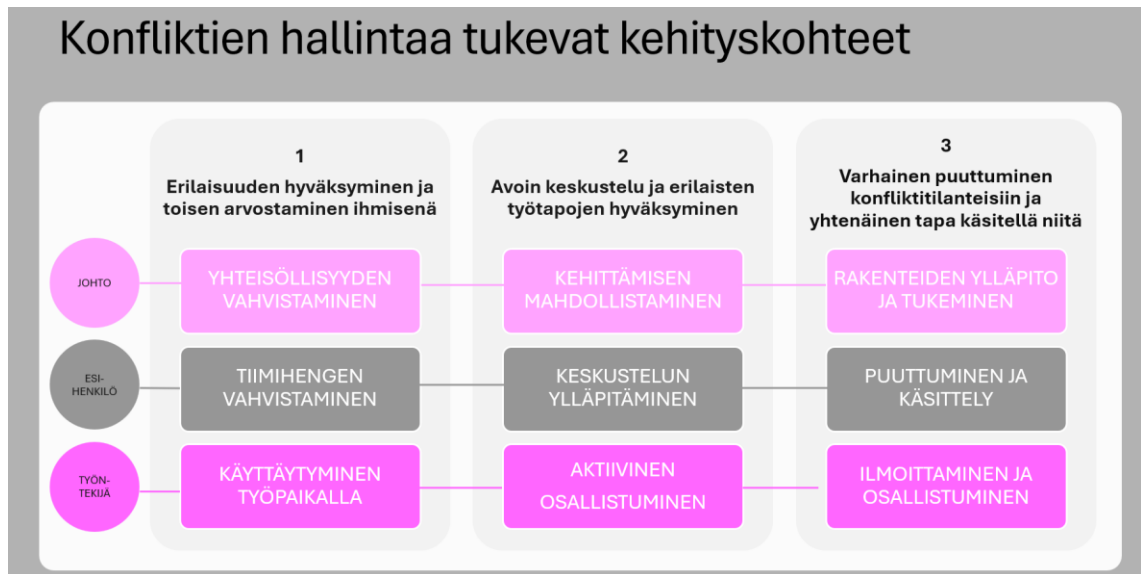 Konfliktien hallintaa tukevat kehityskohteet
1
Erilaisuuden hyväksyminen ja
toisen arvostaminen ihmisenä
2
Avoin keskustelu ja erilaisten
työtapojen hyväksyminen
3
Varhainen puuttuminen
konfliktitilanteisiin ja
yhtenäinen tapa käsitellä niitä
JOHTO
YHTEISÖLLISYYDEN
VAHVISTAMINEN
KEHITTÄMISEN
MAHDOLLISTAMINEN
RAKENTEIDEN YLLÄPITO
JA TUKEMINEN
ESI-
HENKILÖ
TIIMIHENGEN
VAHVISTAMINEN
KESKUSTELUN
YLLÄPITÄMINEN
PUUTTUMINEN JA
KÄSITTELY
TYÖN-
TEKIJÄ
KÄYTTÄYTYMINEN
TYÖPAIKALLA
AKTIIVINEN
OSALLISTUMINEN
ILMOITTAMINEN JA
OSALLISTUMINEN